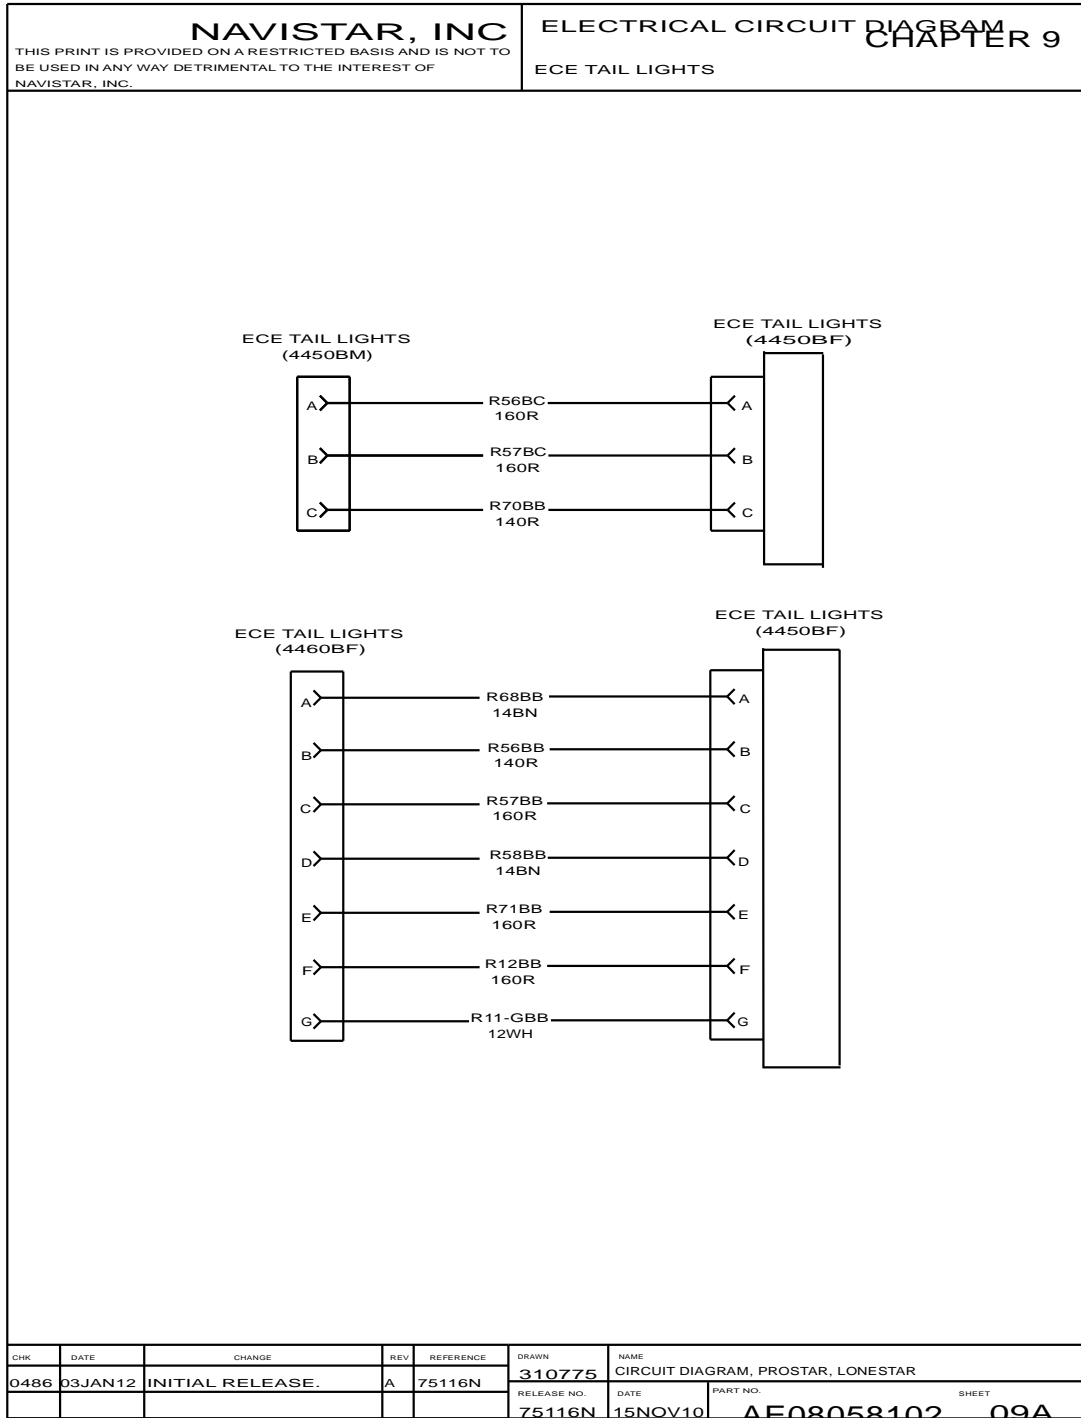 NAVISTAR, INC
THIS PRINT IS PROVIDED ON A RESTRICTED BASIS AND IS NOT TO
BE USED IN ANY WAY DETRIMENTAL TO THE INTEREST OF
NAVISTAR, INC.
ELECTRICAL CIRCUIT DIAGRAM
CHAPTER 9
ECE TAIL LIGHTS
ECE TAIL LIGHTS
(4450BM)
ECE TAIL LIGHTS
(4450BF)
A R56BC A
160R
B R57BC B
160R
C R70BB C
140R
ECE TAIL LIGHTS
(4460BF)
ECE TAIL LIGHTS
(4450BF)
A R68BB A
14BN
B R56BB B
140R
C R57BB C
160R
D R58BB D
14BN
E R71BB E
160R
F R12BB F
160R
G R11-GBB G
12WH
CHK DATE CHANGE REV REFERENCE
0486 03JAN12 INITIAL RELEASE. A 75116N
DRAWN NAME
310775 CIRCUIT DIAGRAM, PROSTAR, LONESTAR
RELEASE NO. DATE PART NO. SHEET
75116N 15NOV10 AE08058102 09A